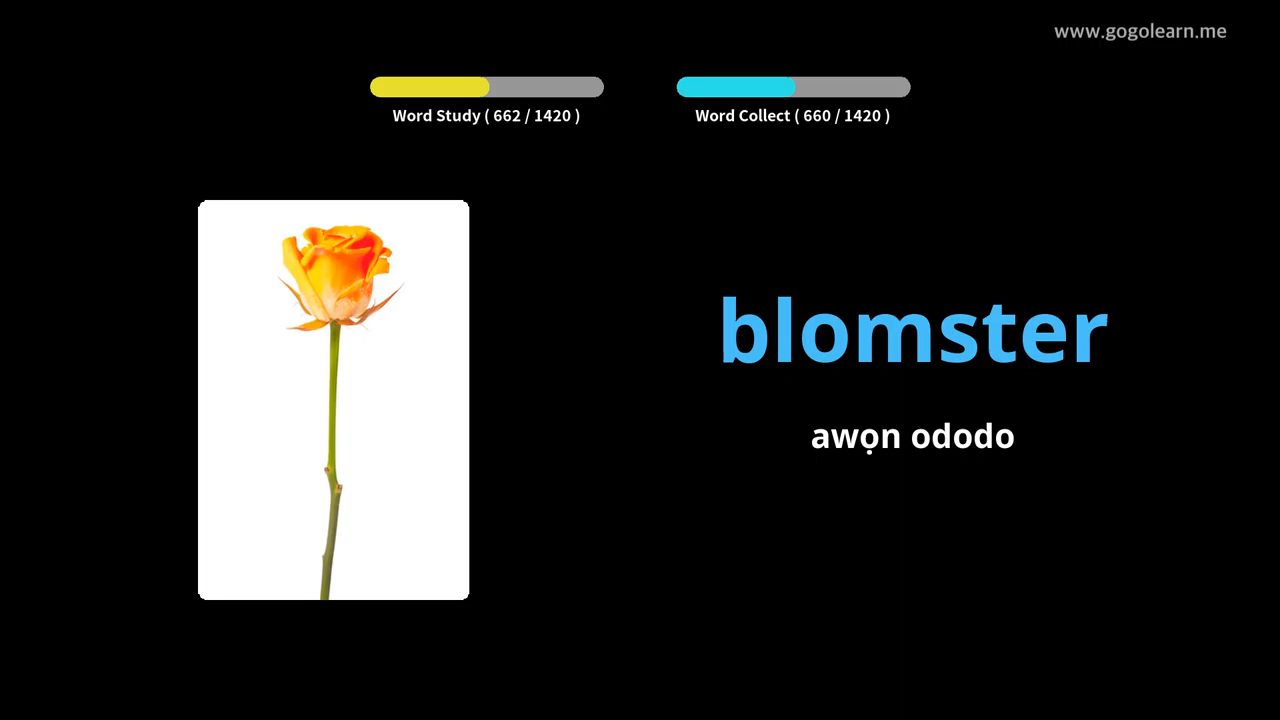 www.gogolearn.me
Word Study ( 662 / 1420 )
Word Collect ( 660 / 1420 )
blomster
awọn ododo